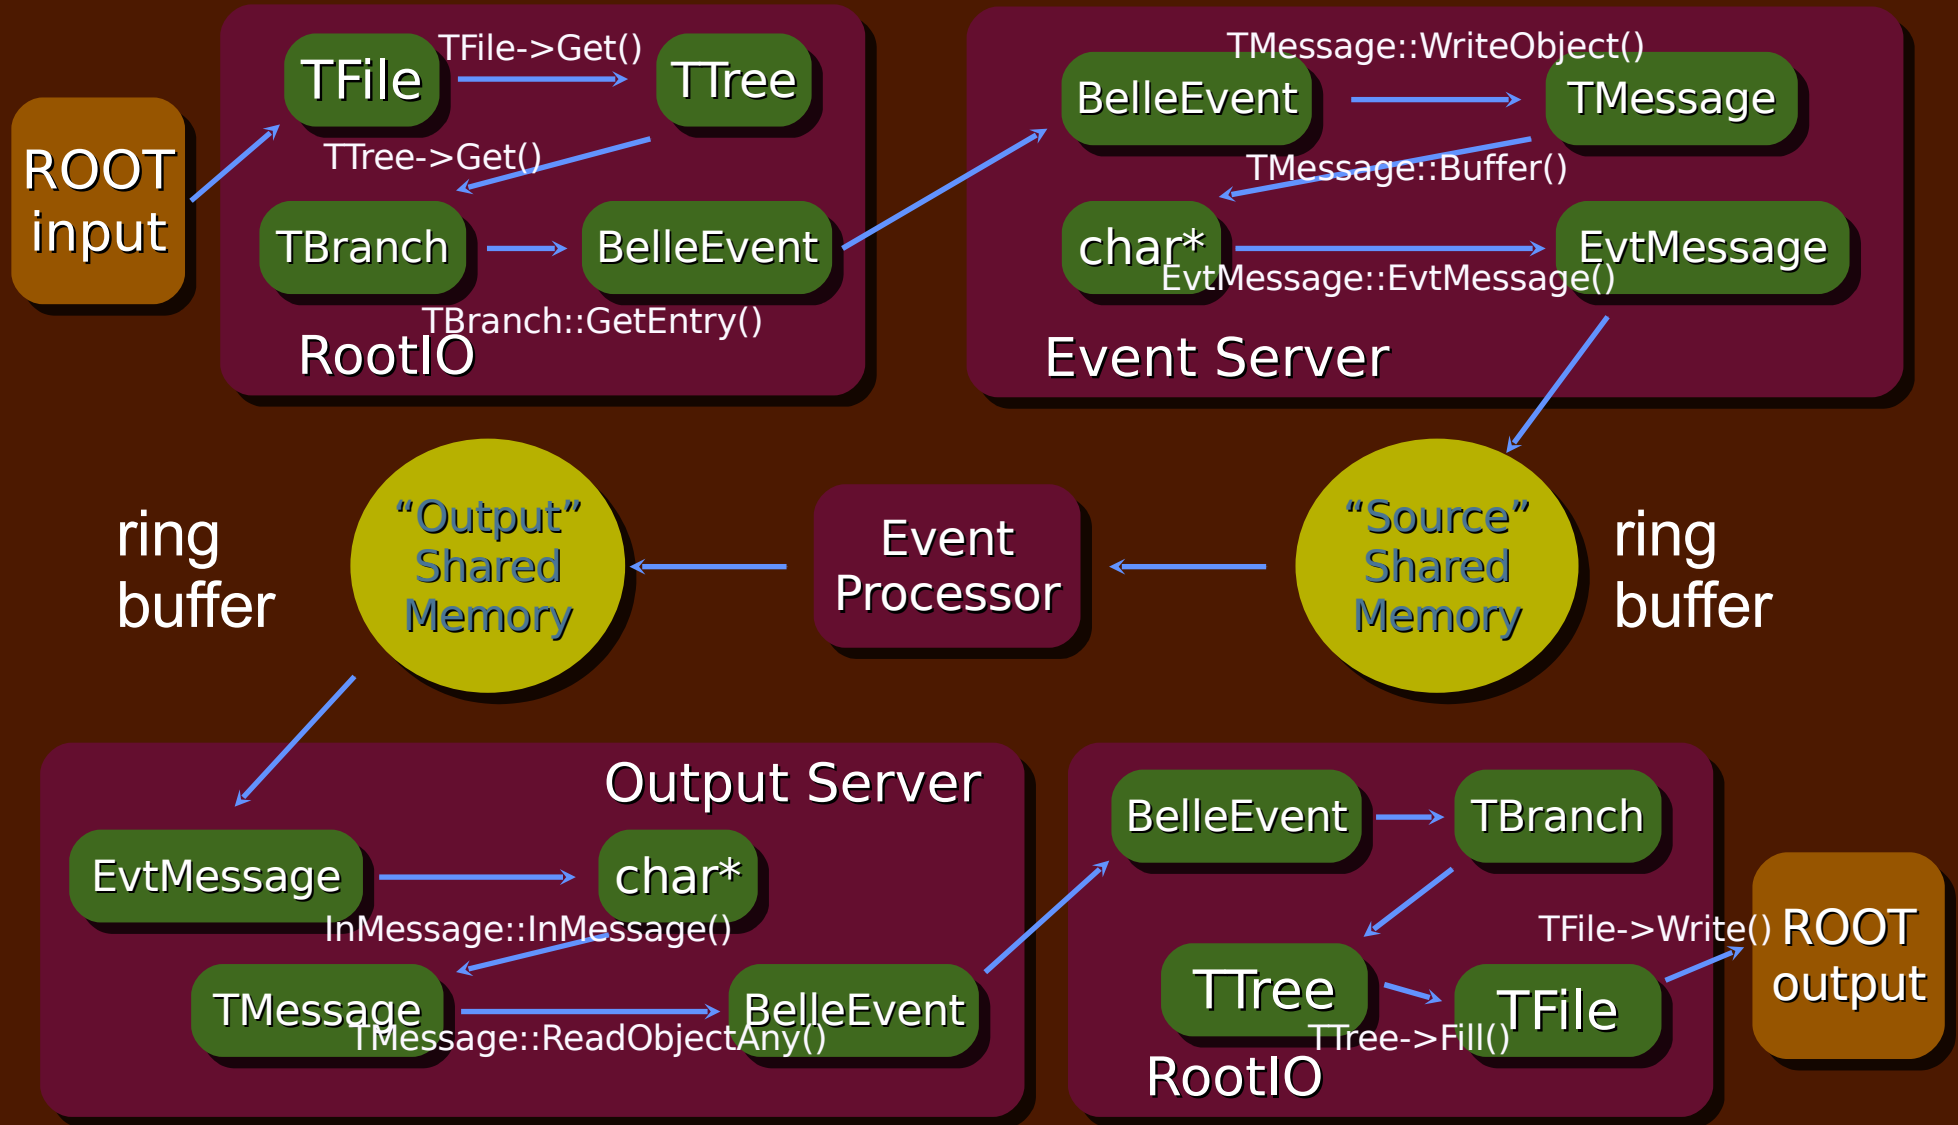 TFile->Get()
TFile
TTree
TTree->Get()
ROOT
input
TBranch
BelleEvent
TBranch::GetEntry()
RootIO
TMessage::WriteObject()
BelleEvent
TMessage
TMessage::Buffer()
char*
EvtMessage
EvtMessage::EvtMessage()
Event Server
ring
buffer
“Output”
Shared
Memory
Event
Processor
“Source”
Shared
Memory
ring
buffer
Output Server
EvtMessage
char*
InMessage::InMessage()
TMessage
BelleEvent
TMessage::ReadObjectAny()
BelleEvent
TBranch
TFile->Write()
TTree
TFile
TTree->Fill()
RootIO
ROOT
output